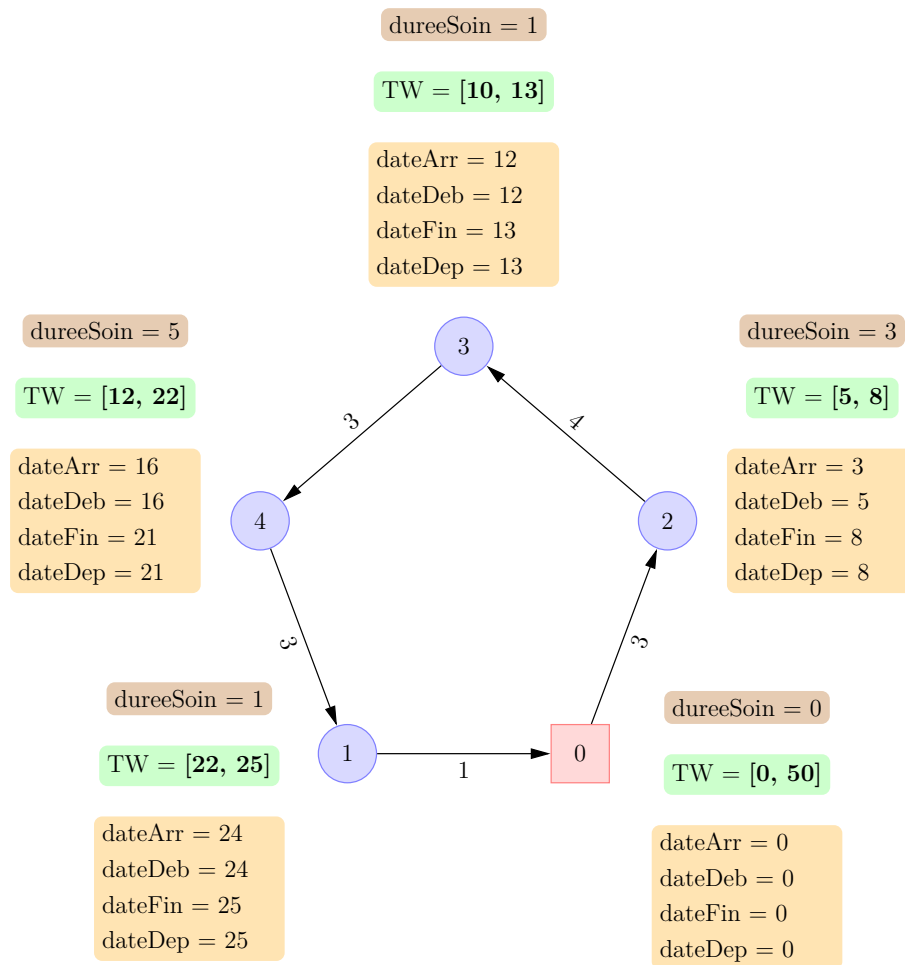 dureeSoin = 1
TW = [10, 13]
dateArr = 12
dateDeb = 12
dateFin = 13
dateDep = 13
3
dureeSoin = 5
TW = [12, 22]
dateArr = 16
dateDeb = 16
dateFin = 21
dateDep = 21
4
3
4
dureeSoin = 3
TW = [5, 8]
dateArr = 3
dateDeb = 5
dateFin = 8
dateDep = 8
2
3
3
dureeSoin = 1
TW = [22, 25]
dateArr = 24
dateDeb = 24
dateFin = 25
dateDep = 25
1
1
0
dureeSoin = 0
TW = [0, 50]
dateArr = 0
dateDeb = 0
dateFin = 0
dateDep = 0